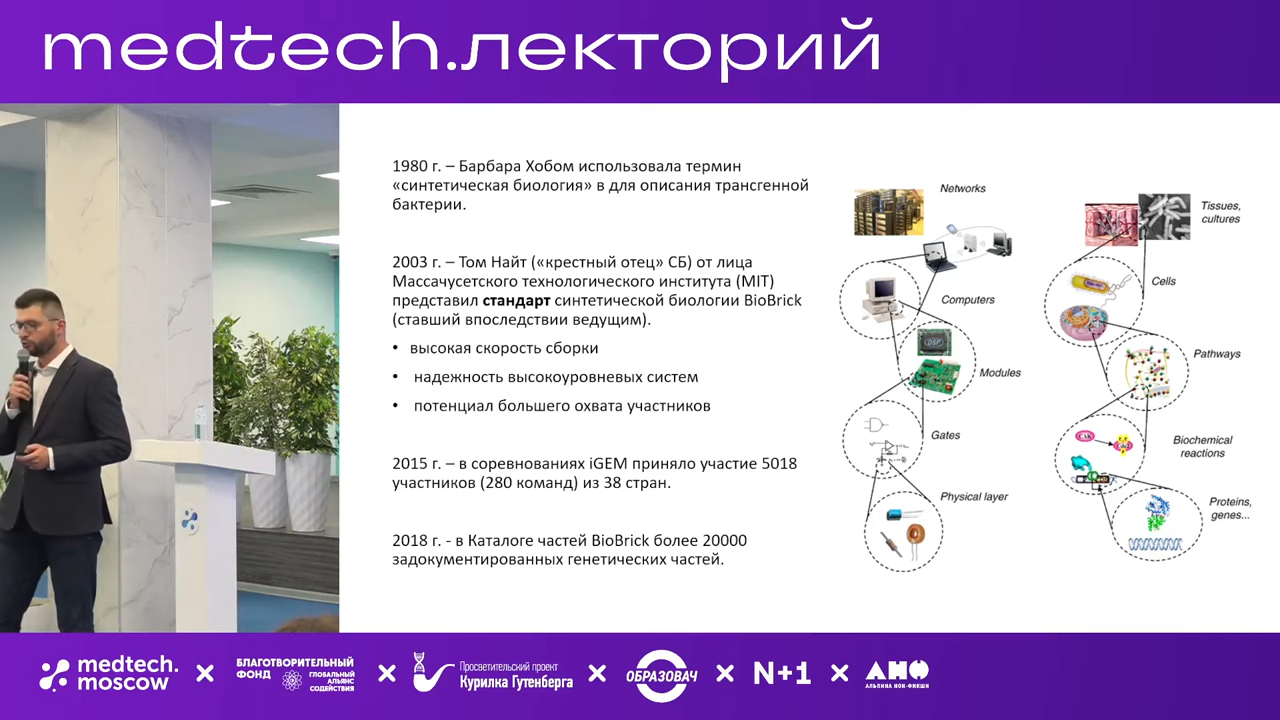 medtech.лекторий
1980 г. – Барбара Хобом использовала термин
«синтетическая биология» в для описания трансгенной
бактерии.
2003 г. – Том Найт («крестный отец» СБ) от лица
Массачусетского технологического института (MIT)
представил стандарт синтетической биологии BioBrick
(ставший впоследствии ведущим).
• высокая скорость сборки
• надежность высокоуровневых систем
• потенциал большего охвата участников
2015 г. – в соревнованиях iGEM приняло участие 5018
участников (280 команд) из 38 стран.
2018 г. - в Каталоге частей BioBrick более 20000
задокументированных генетических частей.
Networks
Computers
Modules
DSP
Gates
Physical layer
Tissues,
cultures
Cells
Pathways
Biochemical
reactions
Proteins,
genes...
medtech.
moscow
×
БЛАГОТВОРИТЕЛЬНЫЙ
ФОНД
ГЛОБАЛЬНЫЙ
АЛЬЯНС
СОДЕЙСТВИЯ
×
Просветительский проект
Курилка Гутенберга
×
ОБРАЗОВАЧ
×
N+1
×
АНФ
АЛЬПИНА НОН-ФИКШН